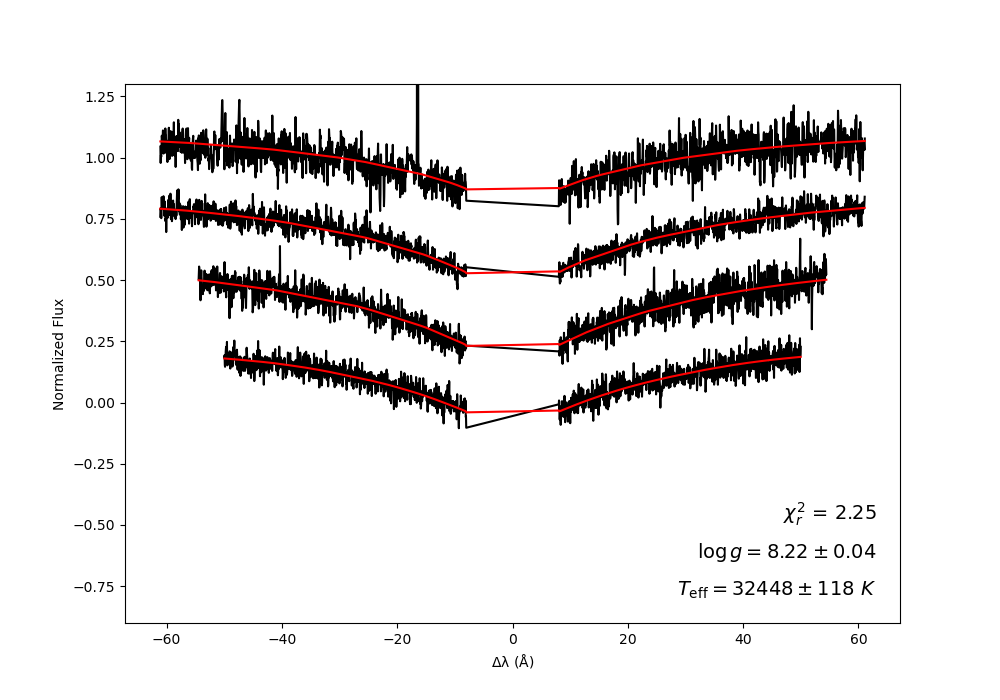 1.25
1.00
0.75
0.50
0.25
0.00
−0.25
−0.50
−0.75
Normalized Flux
χ²ᵣ = 2.25
log g = 8.22 ± 0.04
T_eff = 32448 ± 118 K
−60 −40 −20 0 20 40 60
Δλ (Å)